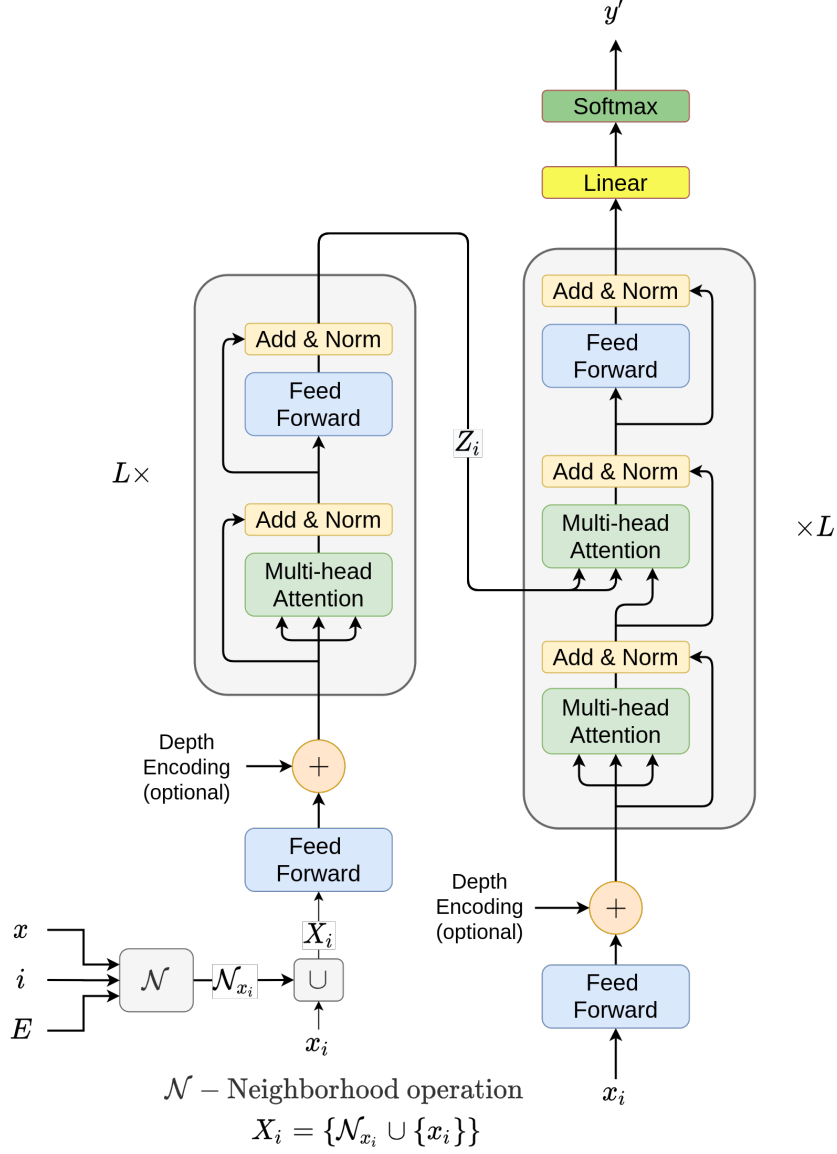 y′
Softmax
Linear
Add & Norm
Feed
Forward
Add & Norm
Multi-head
Attention
Add & Norm
Multi-head
Attention
×L
Depth
Encoding
(optional)
+
Feed
Forward
x_i
Z_i
Add & Norm
Feed
Forward
L×
Add & Norm
Multi-head
Attention
Depth
Encoding
(optional)
+
Feed
Forward
X_i
x
i
E
𝒩
𝒩_{x_i}
∪
x_i
𝒩 − Neighborhood operation
X_i = {𝒩_{x_i} ∪ {x_i}}